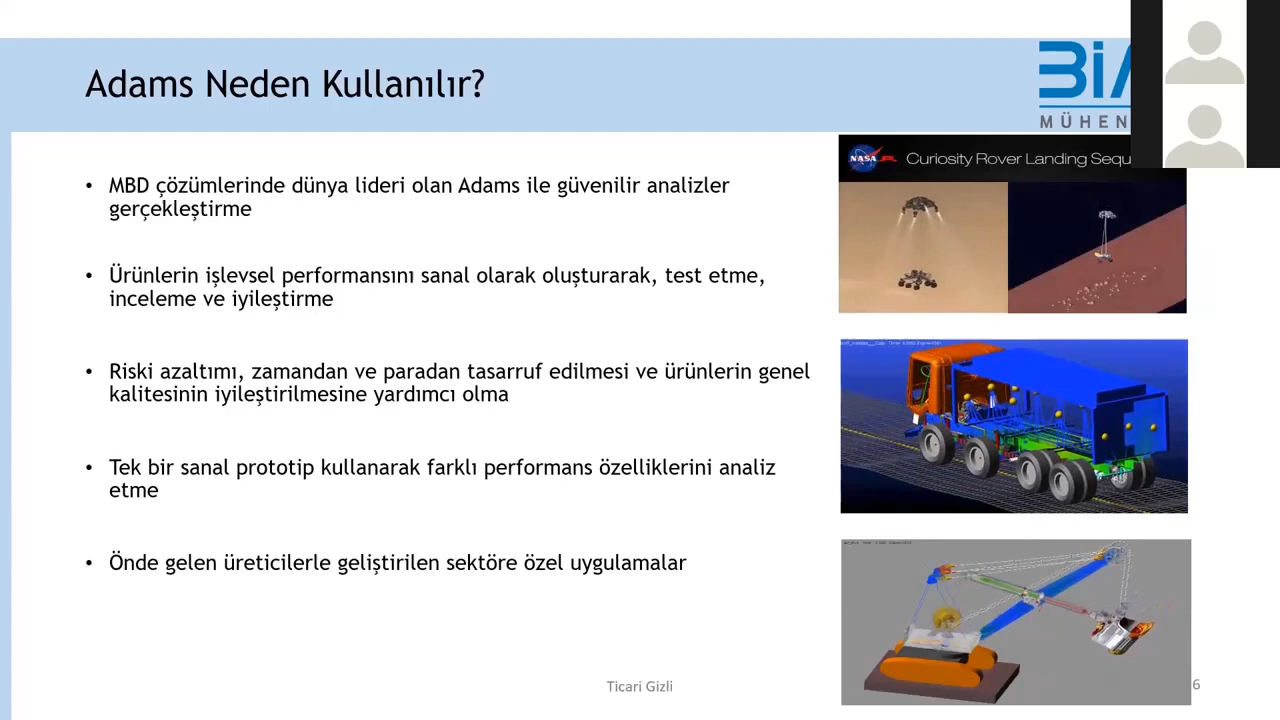 Adams Neden Kullanılır?
BİA
MÜHEN
NASA
Curiosity Rover Landing Sequ
• MBD çözümlerinde dünya lideri olan Adams ile güvenilir analizler
gerçekleştirme
• Ürünlerin işlevsel performansını sanal olarak oluşturarak, test etme,
inceleme ve iyileştirme
• Riski azaltımı, zamandan ve paradan tasarruf edilmesi ve ürünlerin genel
kalitesinin iyileştirilmesine yardımcı olma
• Tek bir sanal prototip kullanarak farklı performans özelliklerini analiz
etme
• Önde gelen üreticilerle geliştirilen sektöre özel uygulamalar
Ticari Gizli
6